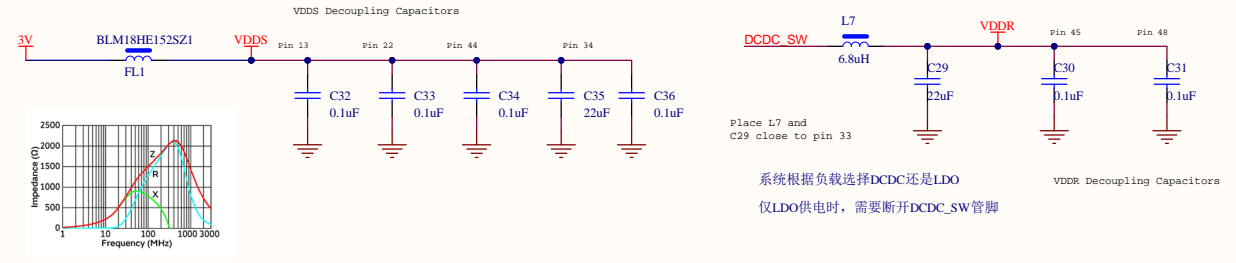 VDDS Decoupling Capacitors
3V
BLM18HE152SZ1
VDDS
Pin 13
Pin 22
Pin 44
Pin 34
FL1
C32
0.1uF
C33
0.1uF
C34
0.1uF
C35
22uF
C36
0.1uF
2500
2000
1500
1000
500
0
Impedance (Ω)
Z
R
X
1
10
100
1000
3000
Frequency (MHz)
DCDC_SW
L7
6.8uH
VDDR
Pin 45
Pin 48
C29
22uF
C30
0.1uF
C31
0.1uF
Place L7 and
C29 close to pin 33
系统根据负载选择DCDC还是LDO
仅LDO供电时，需要断开DCDC_SW管脚
VDDR Decoupling Capacitors